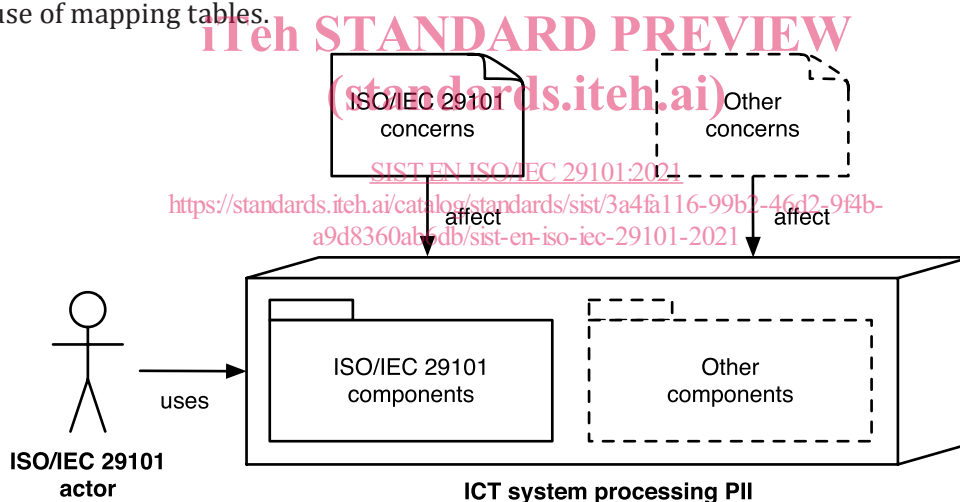 use of mapping tables.
iTeh STANDARD PREVIEW
(standards.iteh.ai)
ISO/IEC 29101
concerns
Other
concerns
SIST EN ISO/IEC 29101:2021
https://standards.iteh.ai/catalog/standards/sist/3a4fa116-99b2-46d2-9f4b-
a9d8360ab6db/sist-en-iso-iec-29101-2021
affect
affect
ISO/IEC 29101
components
Other
components
uses
ISO/IEC 29101
actor
ICT system processing PII